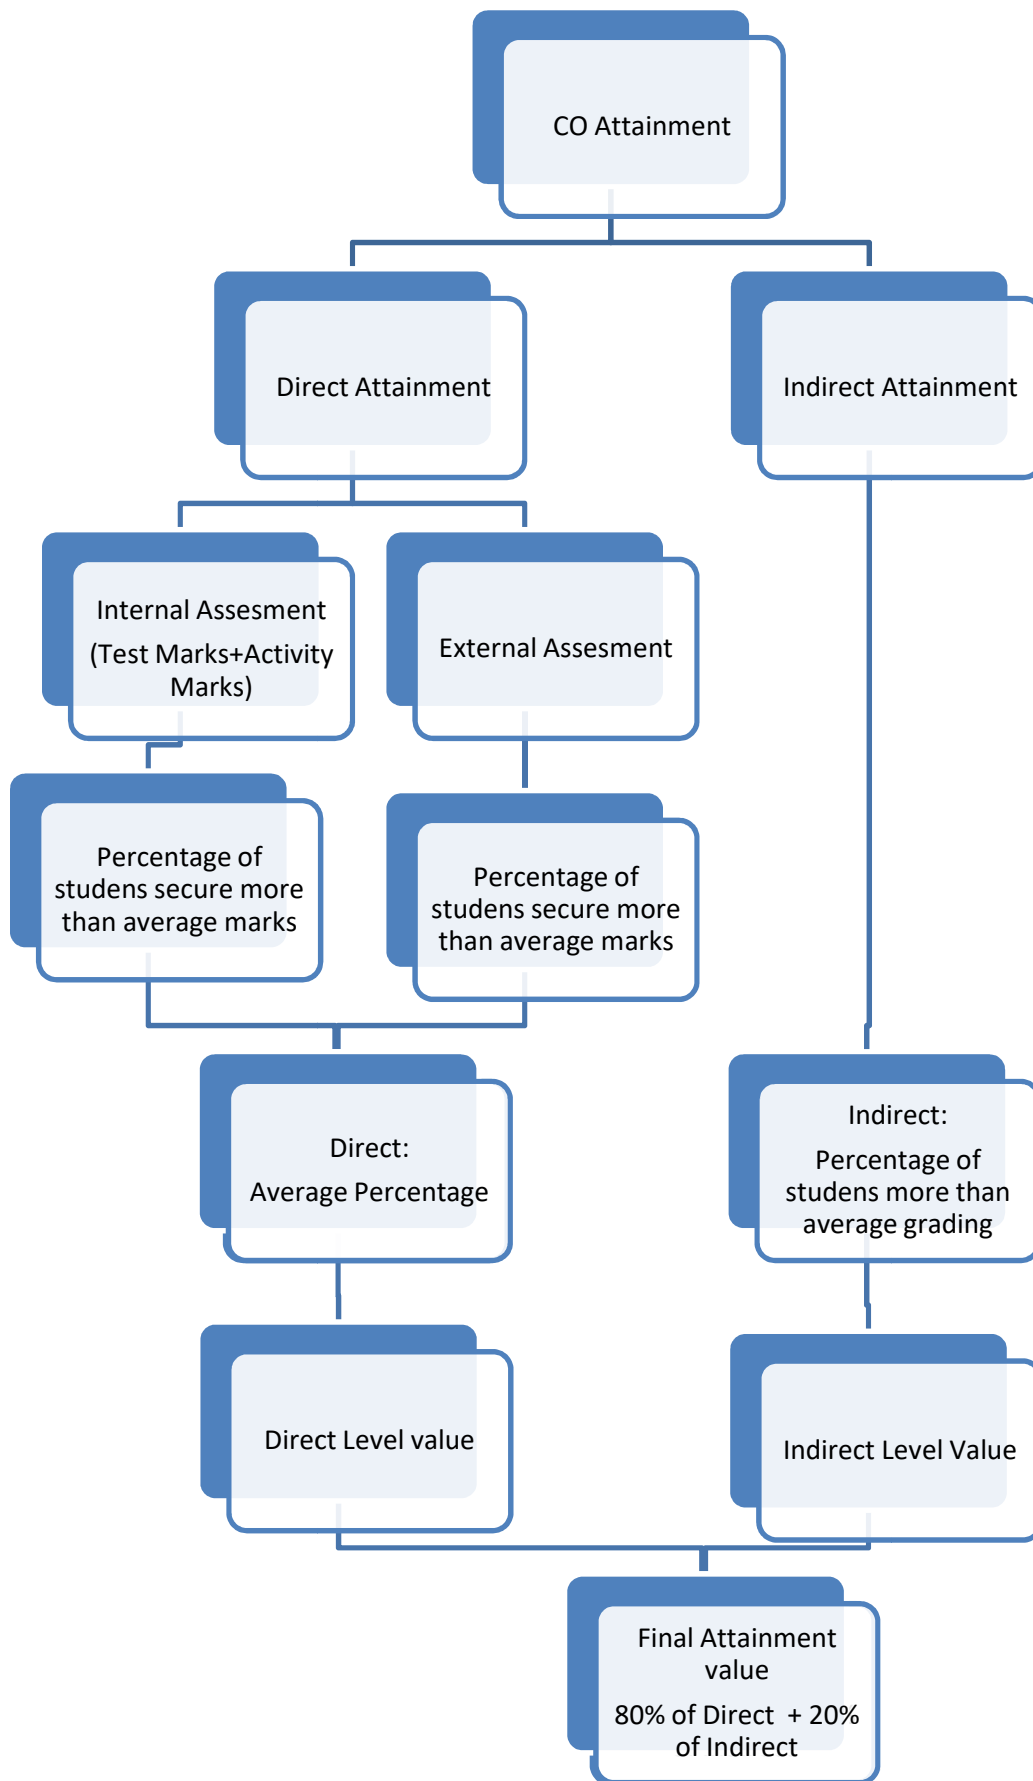 CO Attainment
Direct Attainment
Indirect Attainment
Internal Assesment
(Test Marks+Activity
Marks)
External Assesment
Percentage of
studens secure more
than average marks
Percentage of
studens secure more
than average marks
Direct:
Average Percentage
Indirect:
Percentage of
studens more than
average grading
Direct Level value
Indirect Level Value
Final Attainment
value
80% of Direct  + 20%
of Indirect